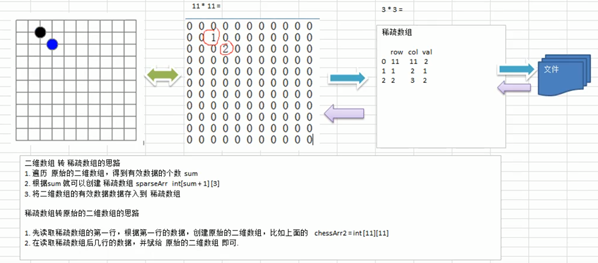 11 * 11 =
3 * 3 =
0 0 0 0 0 0 0 0 0 0 0
0 0 1 0 0 0 0 0 0 0 0
0 0 0 2 0 0 0 0 0 0 0
0 0 0 0 0 0 0 0 0 0 0
0 0 0 0 0 0 0 0 0 0 0
0 0 0 0 0 0 0 0 0 0 0
0 0 0 0 0 0 0 0 0 0 0
0 0 0 0 0 0 0 0 0 0 0
0 0 0 0 0 0 0 0 0 0 0
0 0 0 0 0 0 0 0 0 0 0
0 0 0 0 0 0 0 0 0 0 0
稀疏数组
row col val
0 11 11 2
1 1 2 1
2 2 3 2
文件
二维数组 转 稀疏数组的思路
1. 遍历 原始的二维数组，得到有效数据的个数 sum
2. 根据sum 就可以创建 稀疏数组 sparseArr int[sum + 1] [3]
3. 将二维数组的有效数据数据存入到 稀疏数组
稀疏数组转原始的二维数组的思路
1. 先读取稀疏数组的第一行，根据第一行的数据，创建原始的二维数组，比如上面的 chessArr2 = int [11][11]
2. 在读取稀疏数组后几行的数据，并赋给 原始的二维数组 即可.